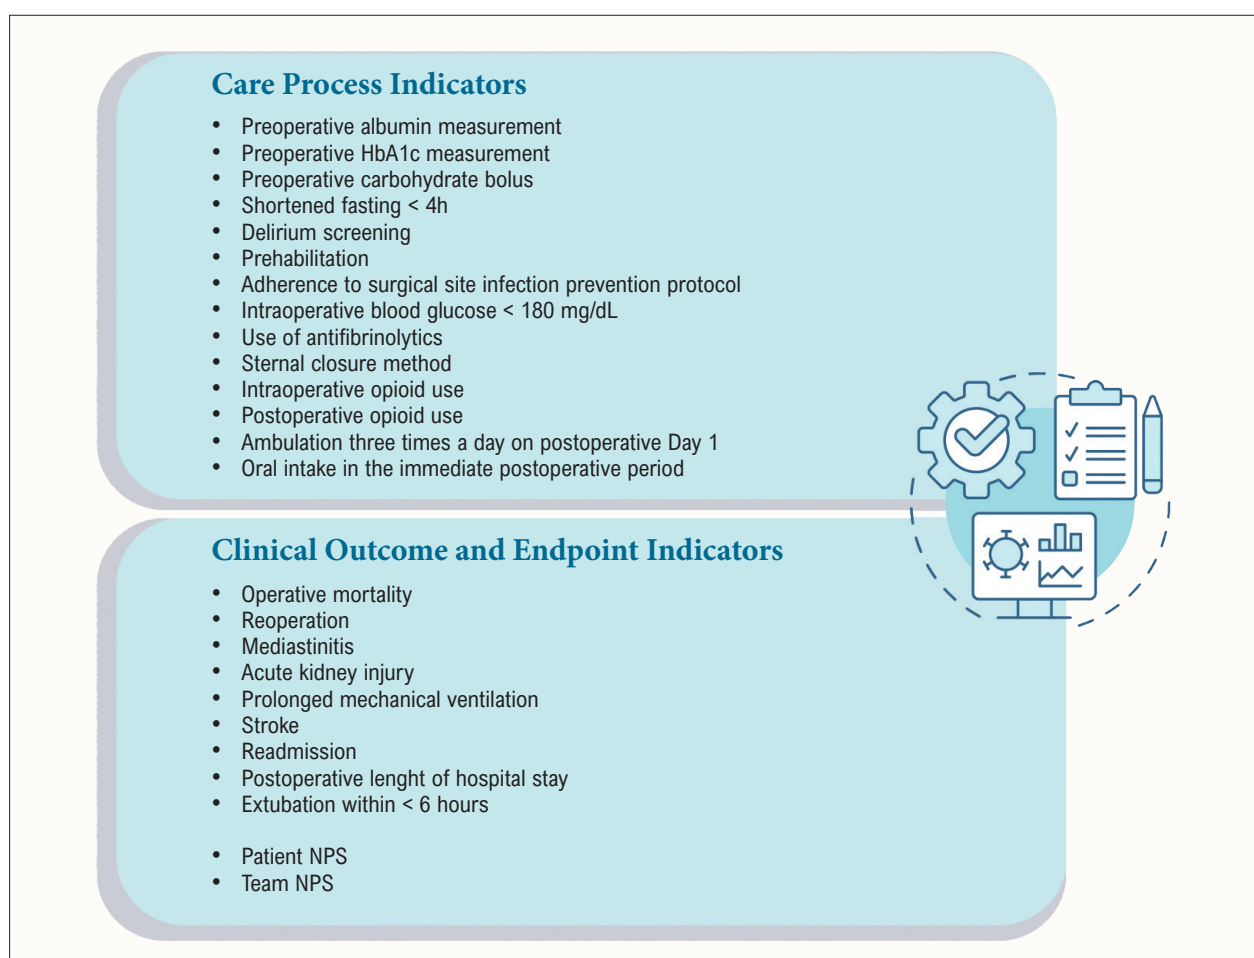 Care Process Indicators
• Preoperative albumin measurement
• Preoperative HbA1c measurement
• Preoperative carbohydrate bolus
• Shortened fasting < 4h
• Delirium screening
• Prehabilitation
• Adherence to surgical site infection prevention protocol
• Intraoperative blood glucose < 180 mg/dL
• Use of antifibrinolytics
• Sternal closure method
• Intraoperative opioid use
• Postoperative opioid use
• Ambulation three times a day on postoperative Day 1
• Oral intake in the immediate postoperative period
Clinical Outcome and Endpoint Indicators
• Operative mortality
• Reoperation
• Mediastinitis
• Acute kidney injury
• Prolonged mechanical ventilation
• Stroke
• Readmission
• Postoperative lenght of hospital stay
• Extubation within < 6 hours
• Patient NPS
• Team NPS